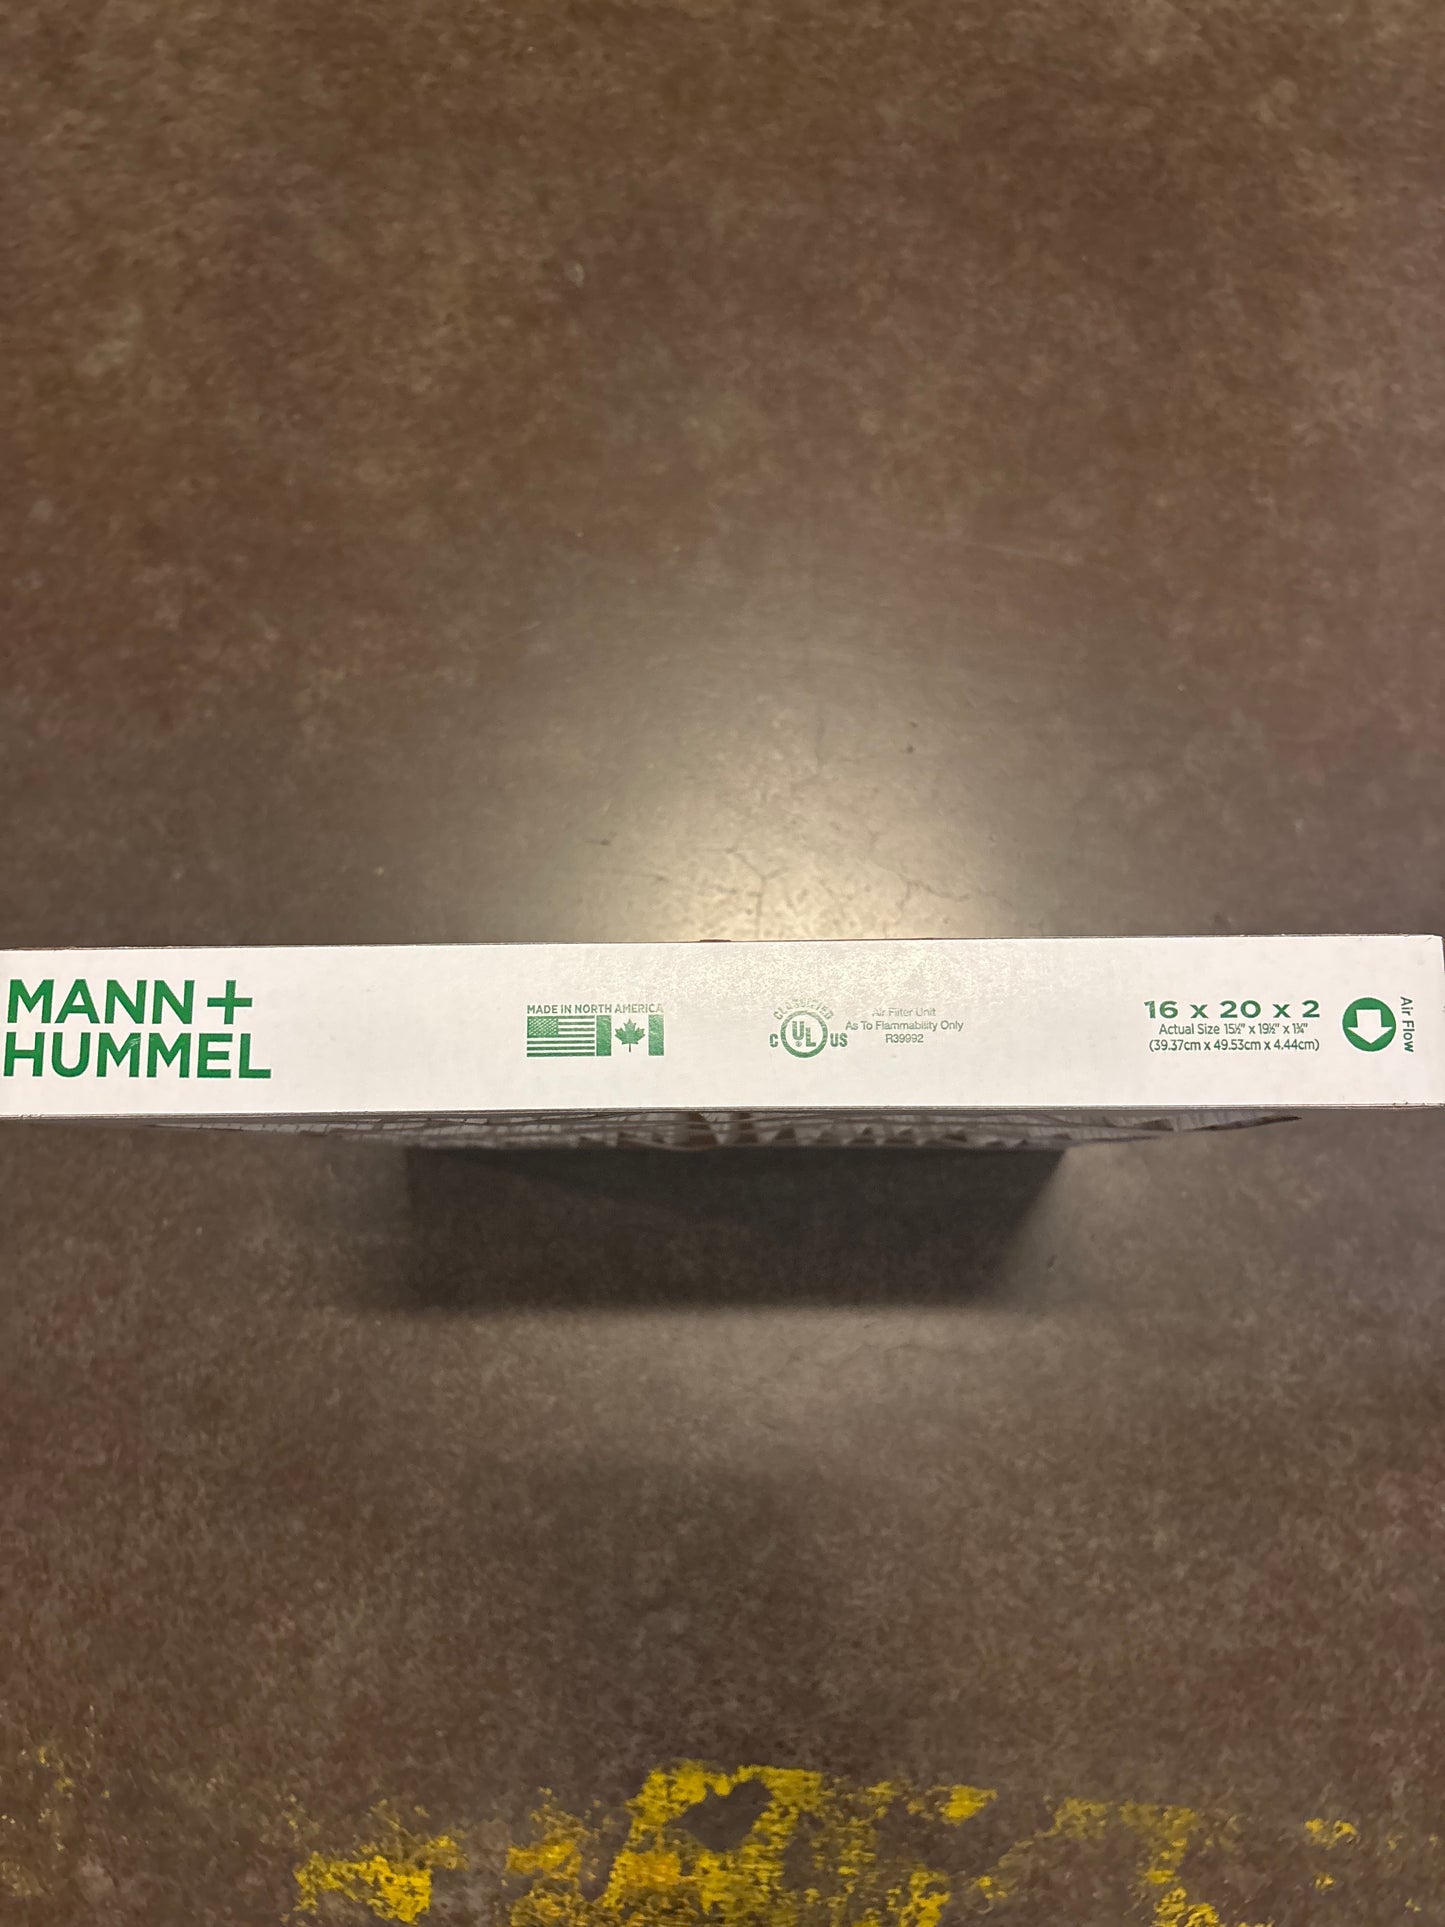 MANN+
HUMMEL
MADE IN NORTH AMERICA
CLASSIFIED
C UL US
Air Filter Unit
As To Flammability Only
R39992
16 x 20 x 2
Actual Size 15½" x 19½" x 1¾"
(39.37cm x 49.53cm x 4.44cm)
Air Flow